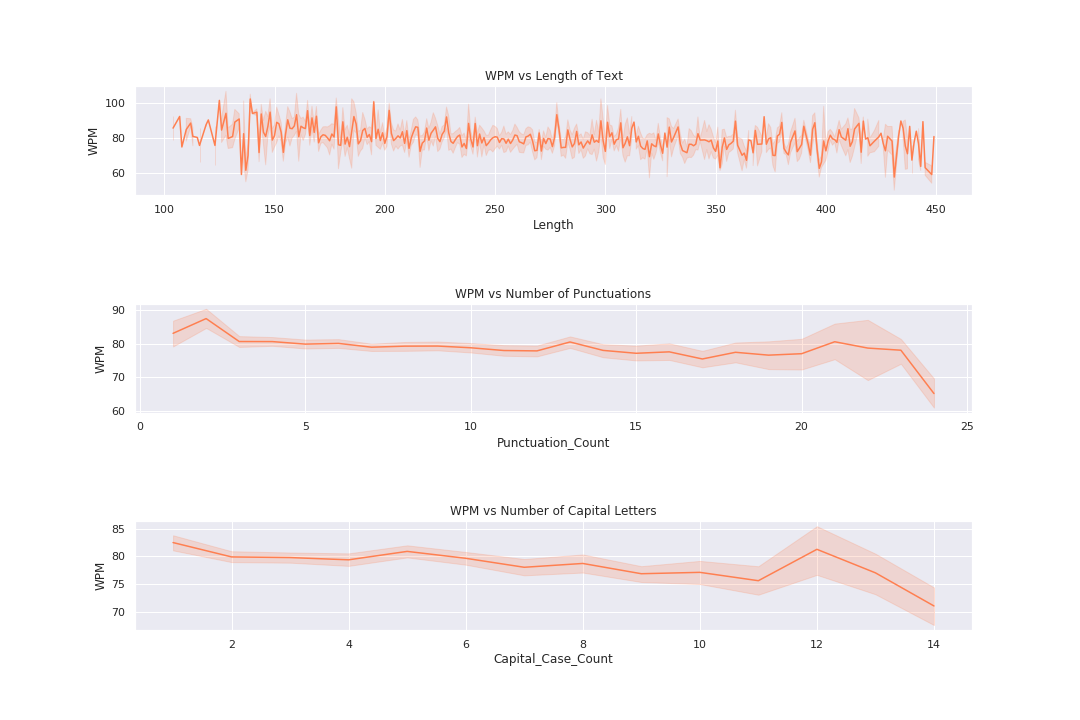 WPM vs Length of Text
100
80
60
WPM
100 150 200 250 300 350 400 450
Length
WPM vs Number of Punctuations
90
80
70
60
WPM
0 5 10 15 20 25
Punctuation_Count
WPM vs Number of Capital Letters
85
80
75
70
WPM
2 4 6 8 10 12 14
Capital_Case_Count